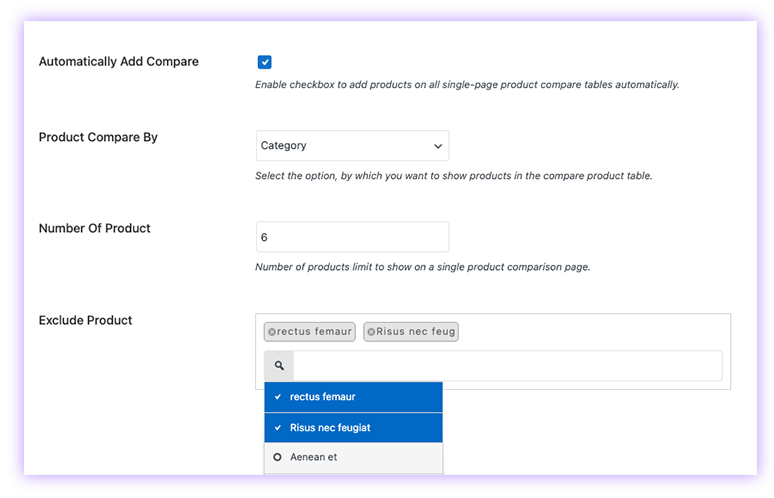 Automatically Add Compare
Enable checkbox to add products on all single-page product compare tables automatically.
Product Compare By
Category
Select the option, by which you want to show products in the compare product table.
Number Of Product
6
Number of products limit to show on a single product comparison page.
Exclude Product
rectus femaur Risus nec feug
rectus femaur
Risus nec feugiat
Aenean et